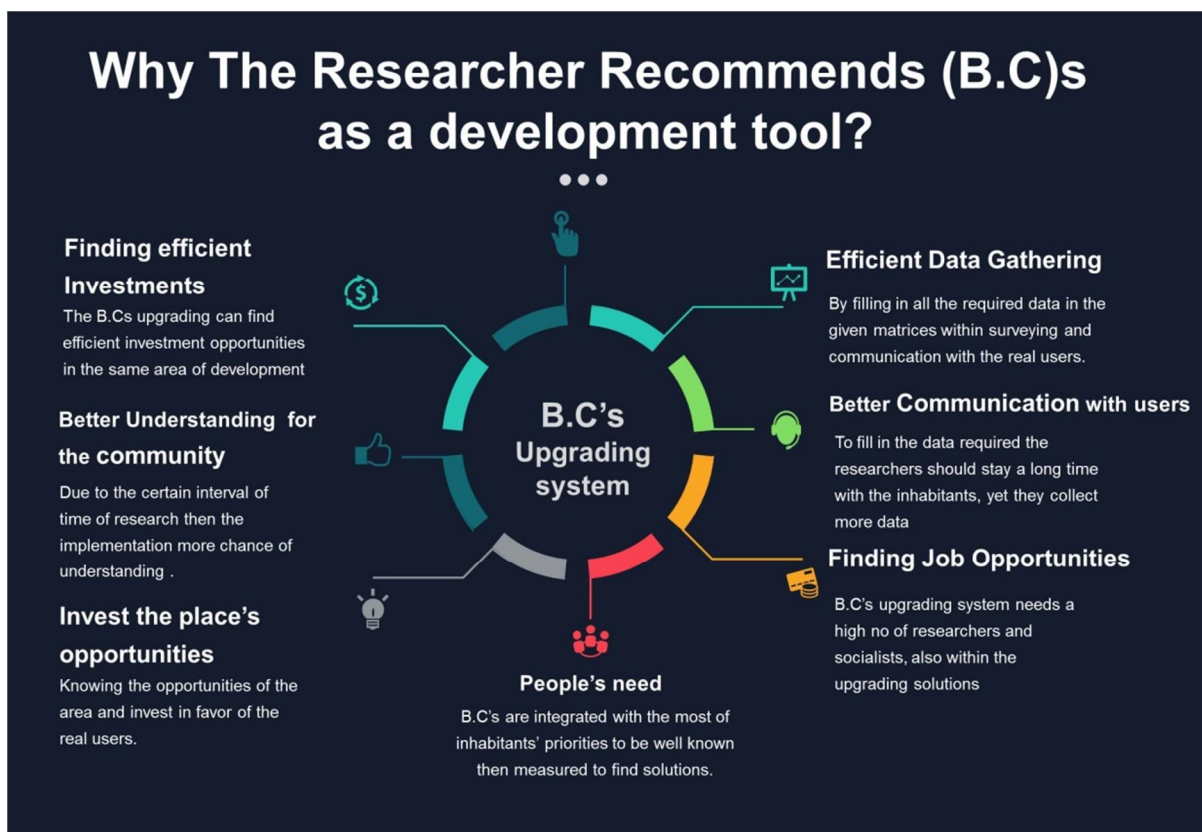 Why The Researcher Recommends (B.C)s
as a development tool?
Finding efficient
Investments
The B.Cs upgrading can find
efficient investment opportunities
in the same area of development
Better Understanding for
the community
Due to the certain interval of
time of research then the
implementation more chance of
understanding .
Invest the place's
opportunities
Knowing the opportunities of the
area and invest in favor of the
real users.
B.C's
Upgrading
system
People's need
B.C's are integrated with the most of
inhabitants' priorities to be well known
then measured to find solutions.
Efficient Data Gathering
By filling in all the required data in the
given matrices within surveying and
communication with the real users.
Better Communication with users
To fill in the data required the
researchers should stay a long time
with the inhabitants, yet they collect
more data
Finding Job Opportunities
B.C's upgrading system needs a
high no of researchers and
socialists, also within the
upgrading solutions